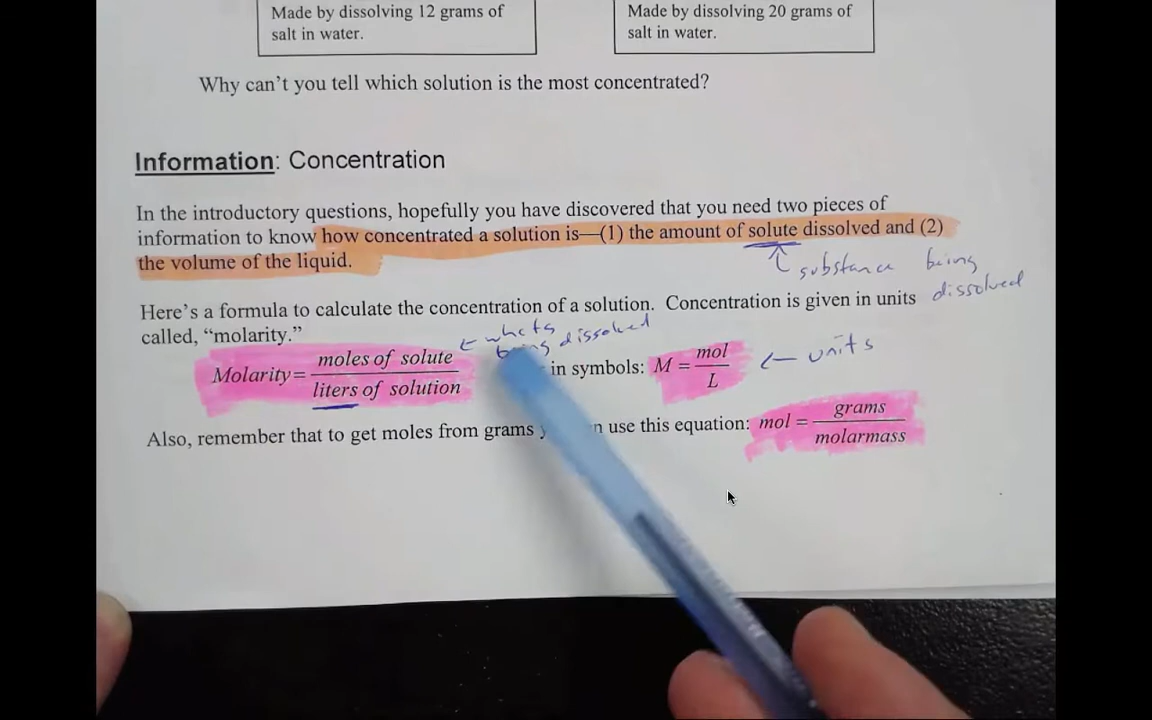 Made by dissolving 12 grams of
salt in water.
Made by dissolving 20 grams of
salt in water.
Why can't you tell which solution is the most concentrated?
Information: Concentration
In the introductory questions, hopefully you have discovered that you need two pieces of
information to know how concentrated a solution is—(1) the amount of solute dissolved and (2)
the volume of the liquid.
substance being
dissolved
Here's a formula to calculate the concentration of a solution. Concentration is given in units
called, "molarity."
← whats
being dissolved
Molarity = moles of solute
liters of solution
in symbols: M = mol
L
← units
Also, remember that to get moles from grams use this equation: mol = grams
molarmass